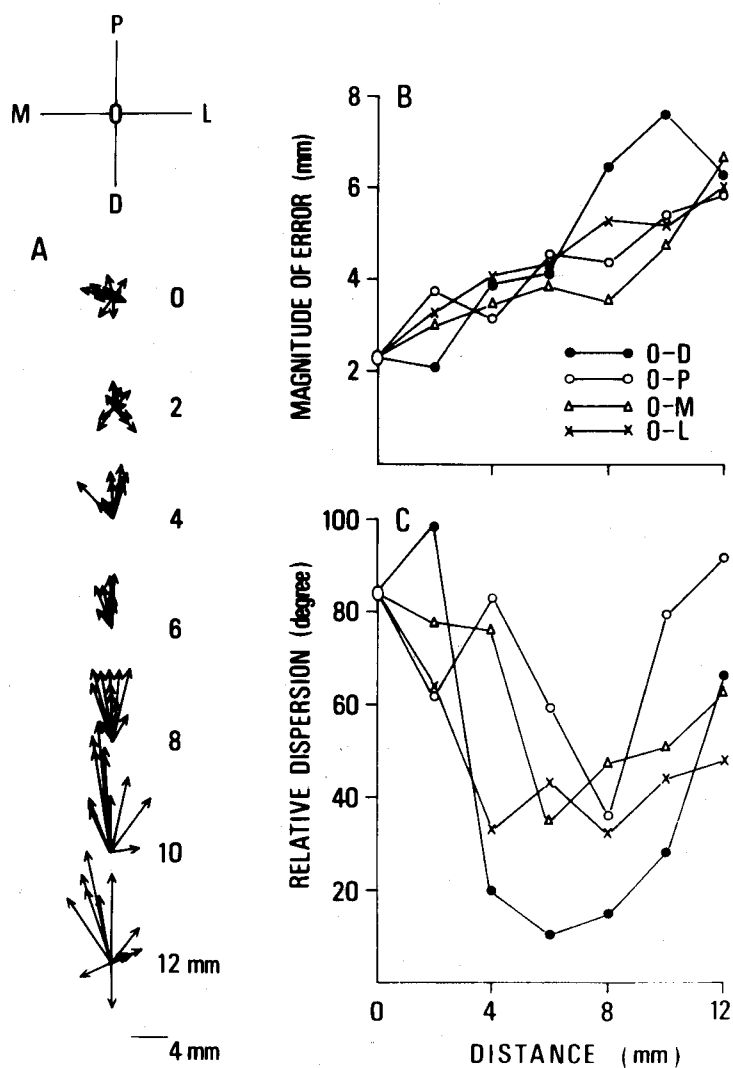 P
M O L
D
A
0
2
4
6
8
10
12 mm
4 mm
B
MAGNITUDE OF ERROR (mm)
8
6
4
2
O-D
O-P
O-M
O-L
C
RELATIVE DISPERSION (degree)
100
80
60
40
20
0 4 8 12
DISTANCE (mm)